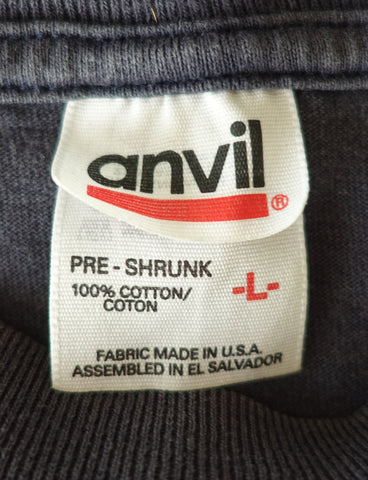 anvil®
PRE-SHRUNK
100% COTTON/
COTON
-L-
FABRIC MADE IN U.S.A.
ASSEMBLED IN EL SALVADOR